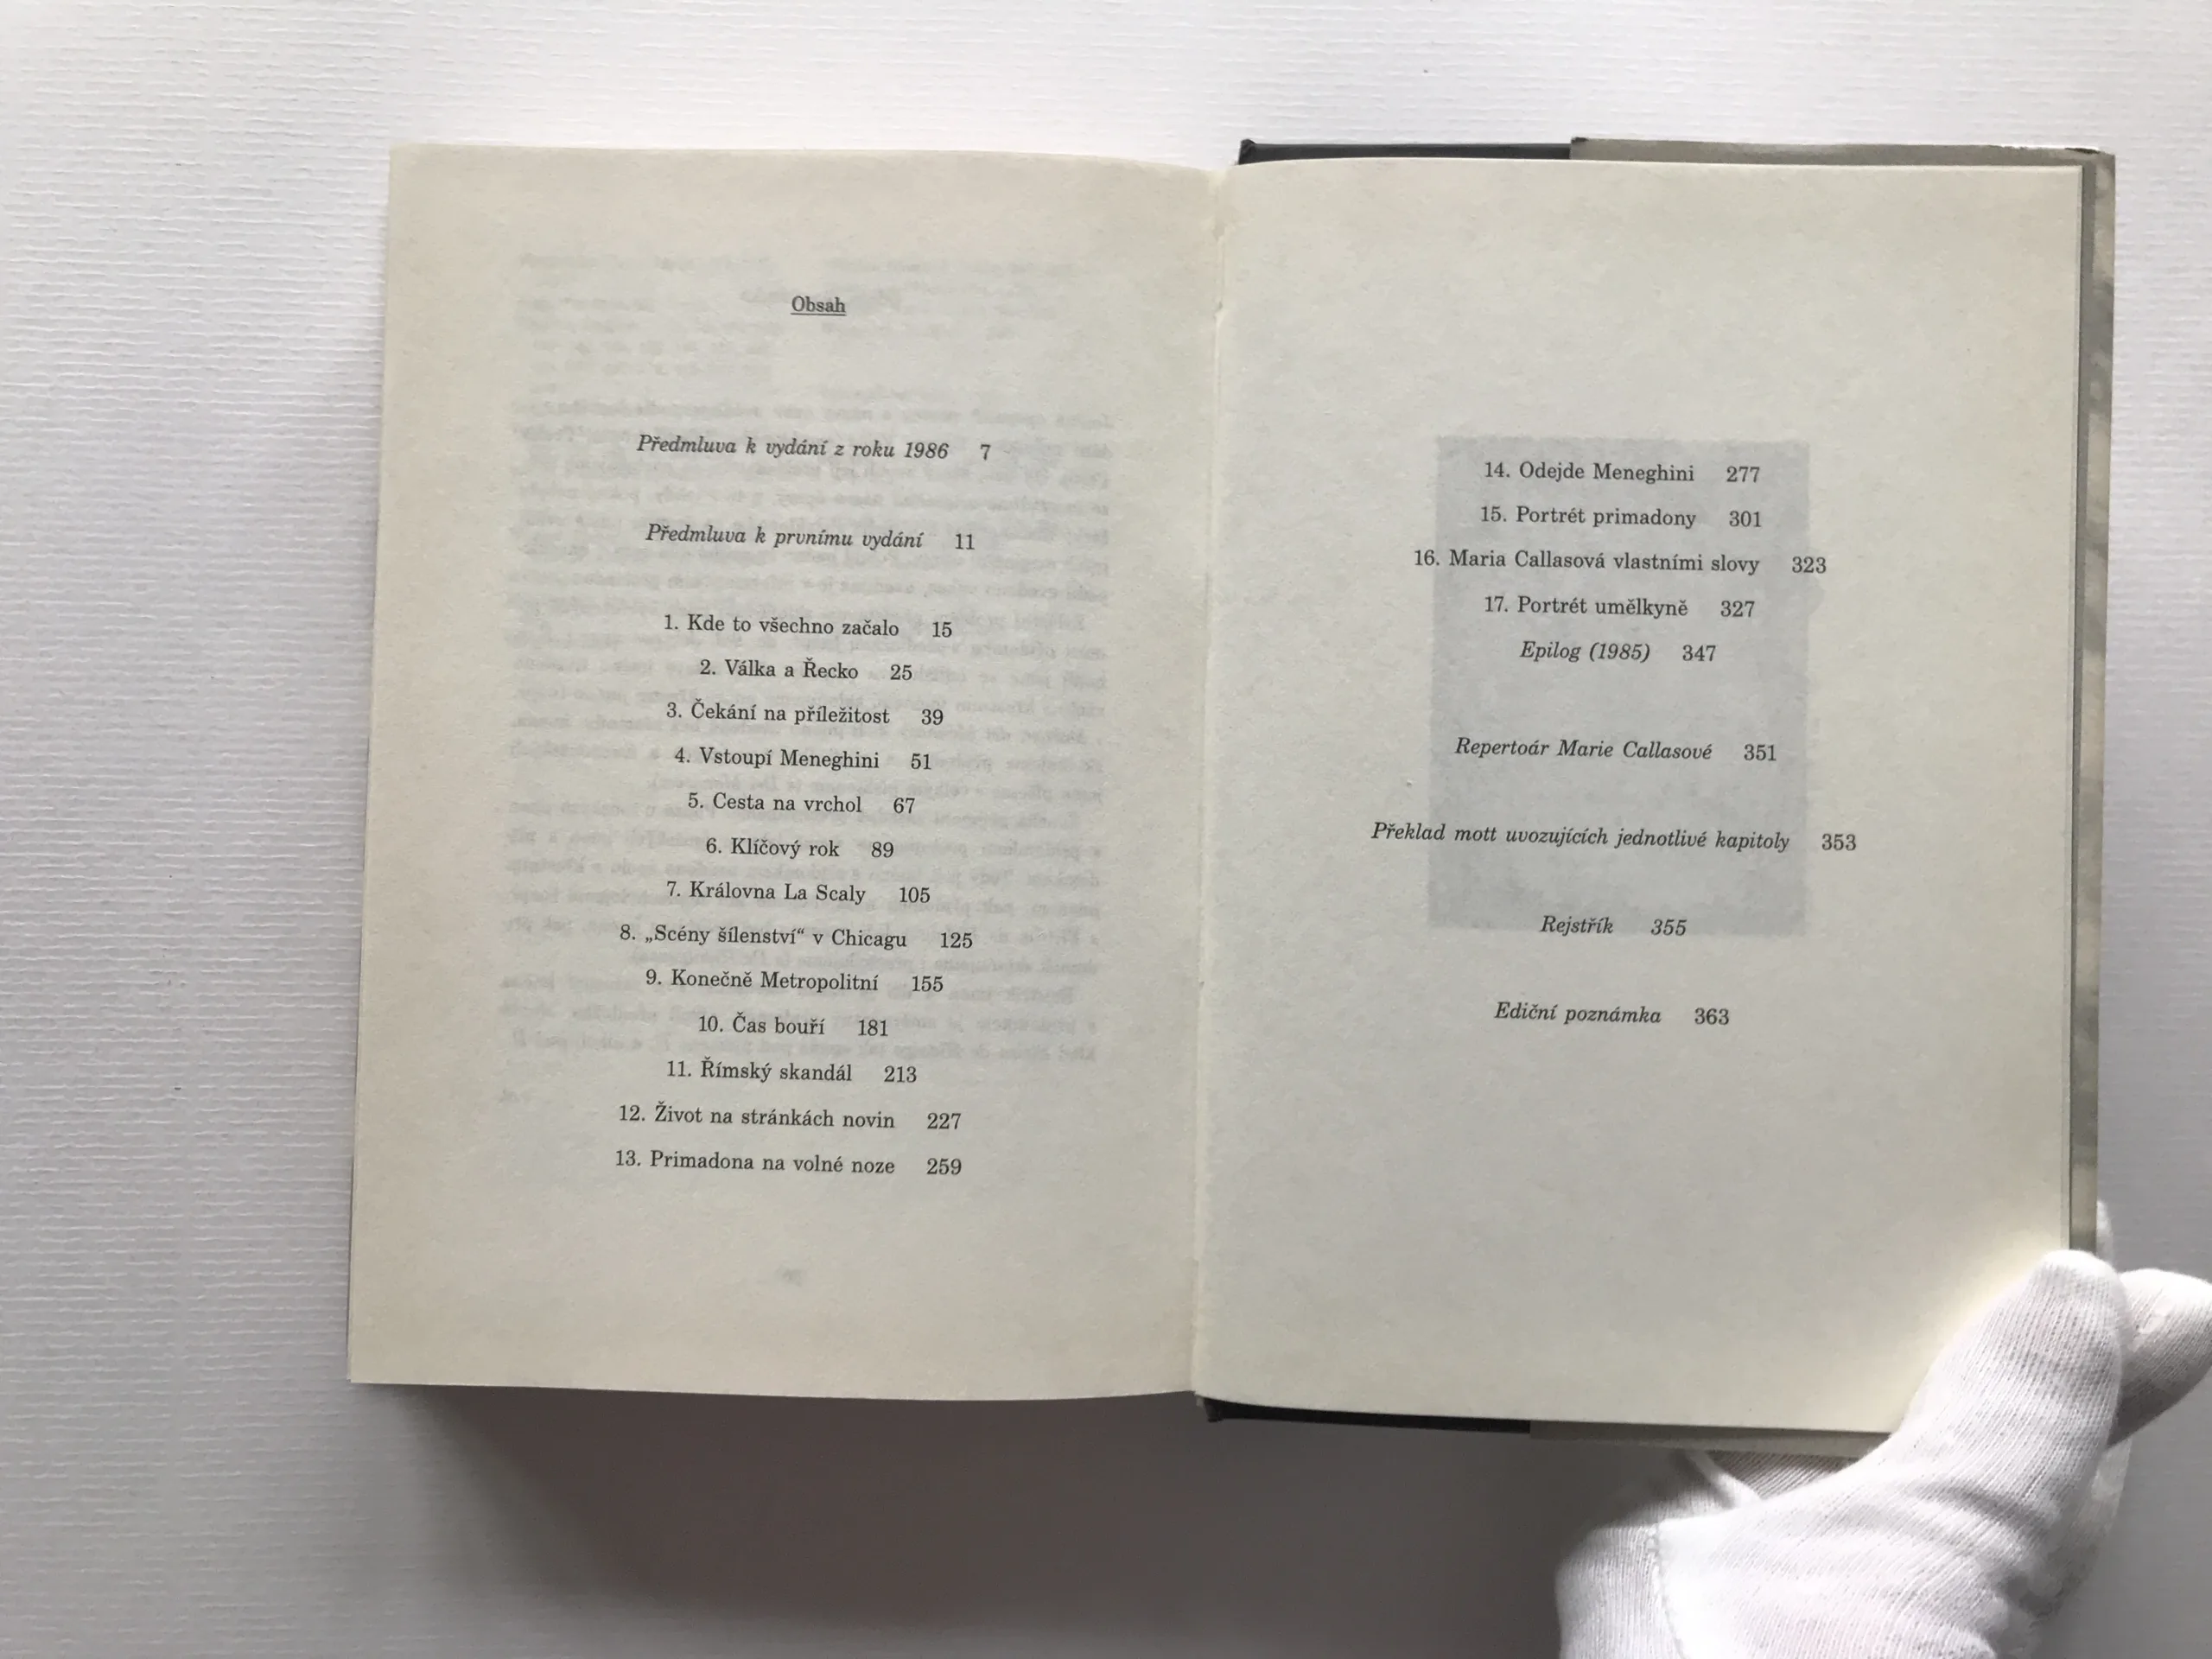 Obsah
Předmluva k vydání z roku 1986 7
Předmluva k prvnímu vydání 11
1. Kde to všechno začalo 15
2. Válka a Řecko 25
3. Čekání na příležitost 39
4. Vstoupí Meneghini 51
5. Cesta na vrchol 67
6. Klíčový rok 89
7. Královna La Scaly 105
8. „Scény šílenství“ v Chicagu 125
9. Konečně Metropolitní 155
10. Čas bouří 181
11. Římský skandál 213
12. Život na stránkách novin 227
13. Primadona na volné noze 259
14. Odejde Meneghini 277
15. Portrét primadony 301
16. Maria Callasová vlastními slovy 323
17. Portrét umělkyně 327
Epilog (1985) 347
Repertoár Marie Callasové 351
Překlad mott uvozujících jednotlivé kapitoly 353
Rejstřík 355
Ediční poznámka 363